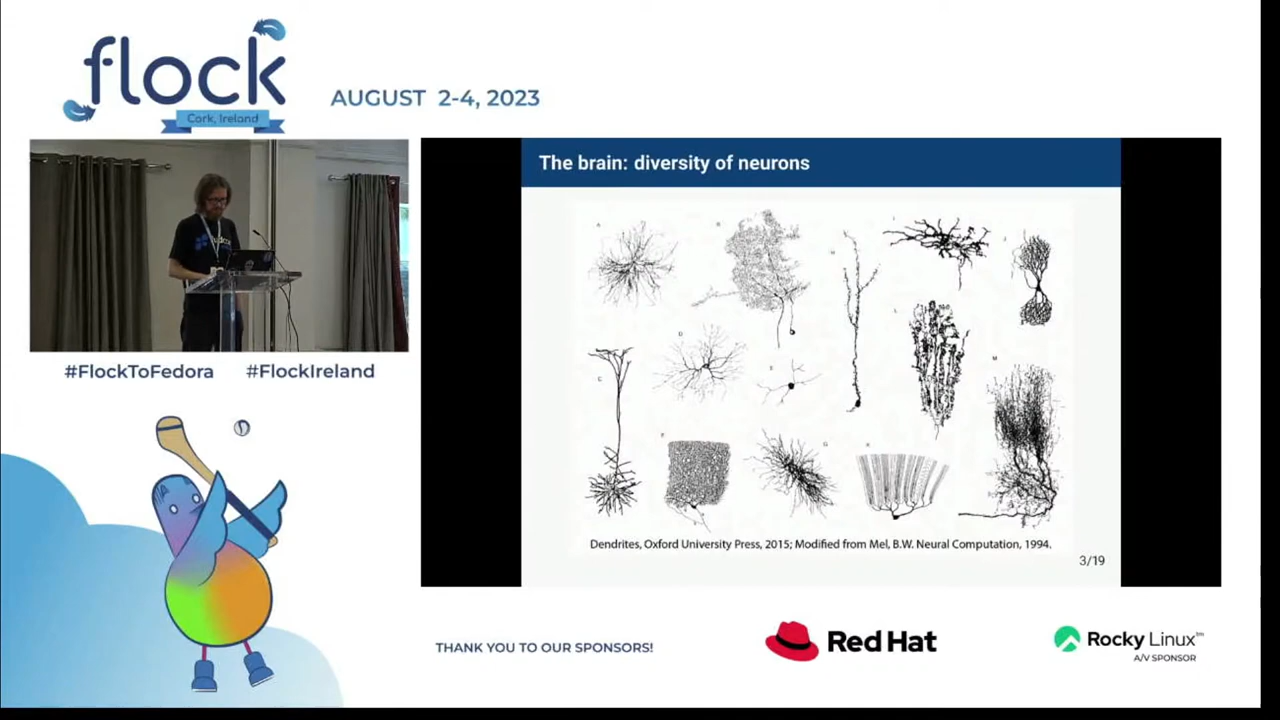 flock
Cork, Ireland
AUGUST 2-4, 2023
The brain: diversity of neurons
A
D
C
E
F
G
H
I
J
K
L
M
Dendrites, Oxford University Press, 2015; Modified from Mel, B.W. Neural Computation, 1994.
3/19
#FlockToFedora #FlockIreland
THANK YOU TO OUR SPONSORS!
Red Hat
Rocky Linux™
A/V SPONSOR